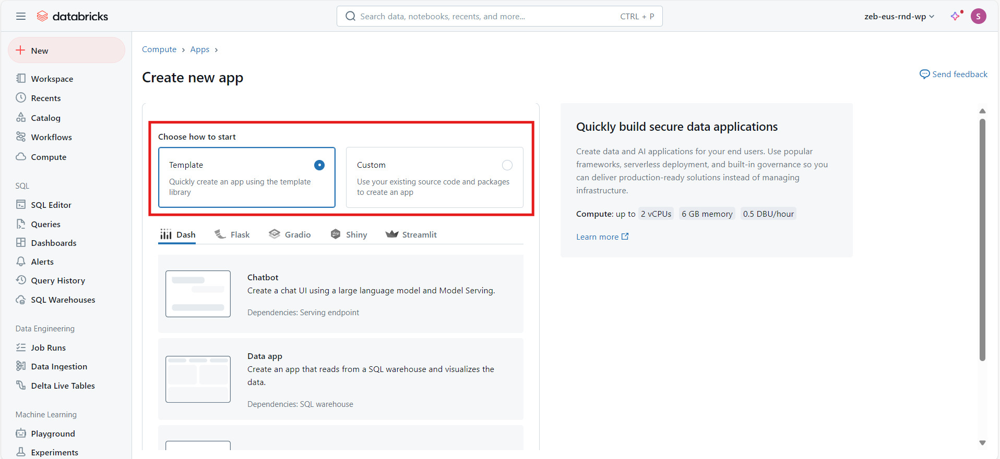 databricks
Search data, notebooks, recents, and more...
CTRL + P
zeb-eus-rnd-wp
S
New
Workspace
Recents
Catalog
Workflows
Compute
SQL
SQL Editor
Queries
Dashboards
Alerts
Query History
SQL Warehouses
Data Engineering
Job Runs
Data Ingestion
Delta Live Tables
Machine Learning
Playground
Experiments
Compute > Apps >
Create new app
Send feedback
Choose how to start
Template
Quickly create an app using the template
library
Custom
Use your existing source code and packages
to create an app
Dash
Flask
Gradio
Shiny
Streamlit
Chatbot
Create a chat UI using a large language model and Model Serving.
Dependencies: Serving endpoint
Data app
Create an app that reads from a SQL warehouse and visualizes the
data.
Dependencies: SQL warehouse
Quickly build secure data applications
Create data and AI applications for your end users. Use popular
frameworks, serverless deployment, and built-in governance so you
can deliver production-ready solutions instead of managing
infrastructure.
Compute: up to 2 vCPUs 6 GB memory 0.5 DBU/hour
Learn more